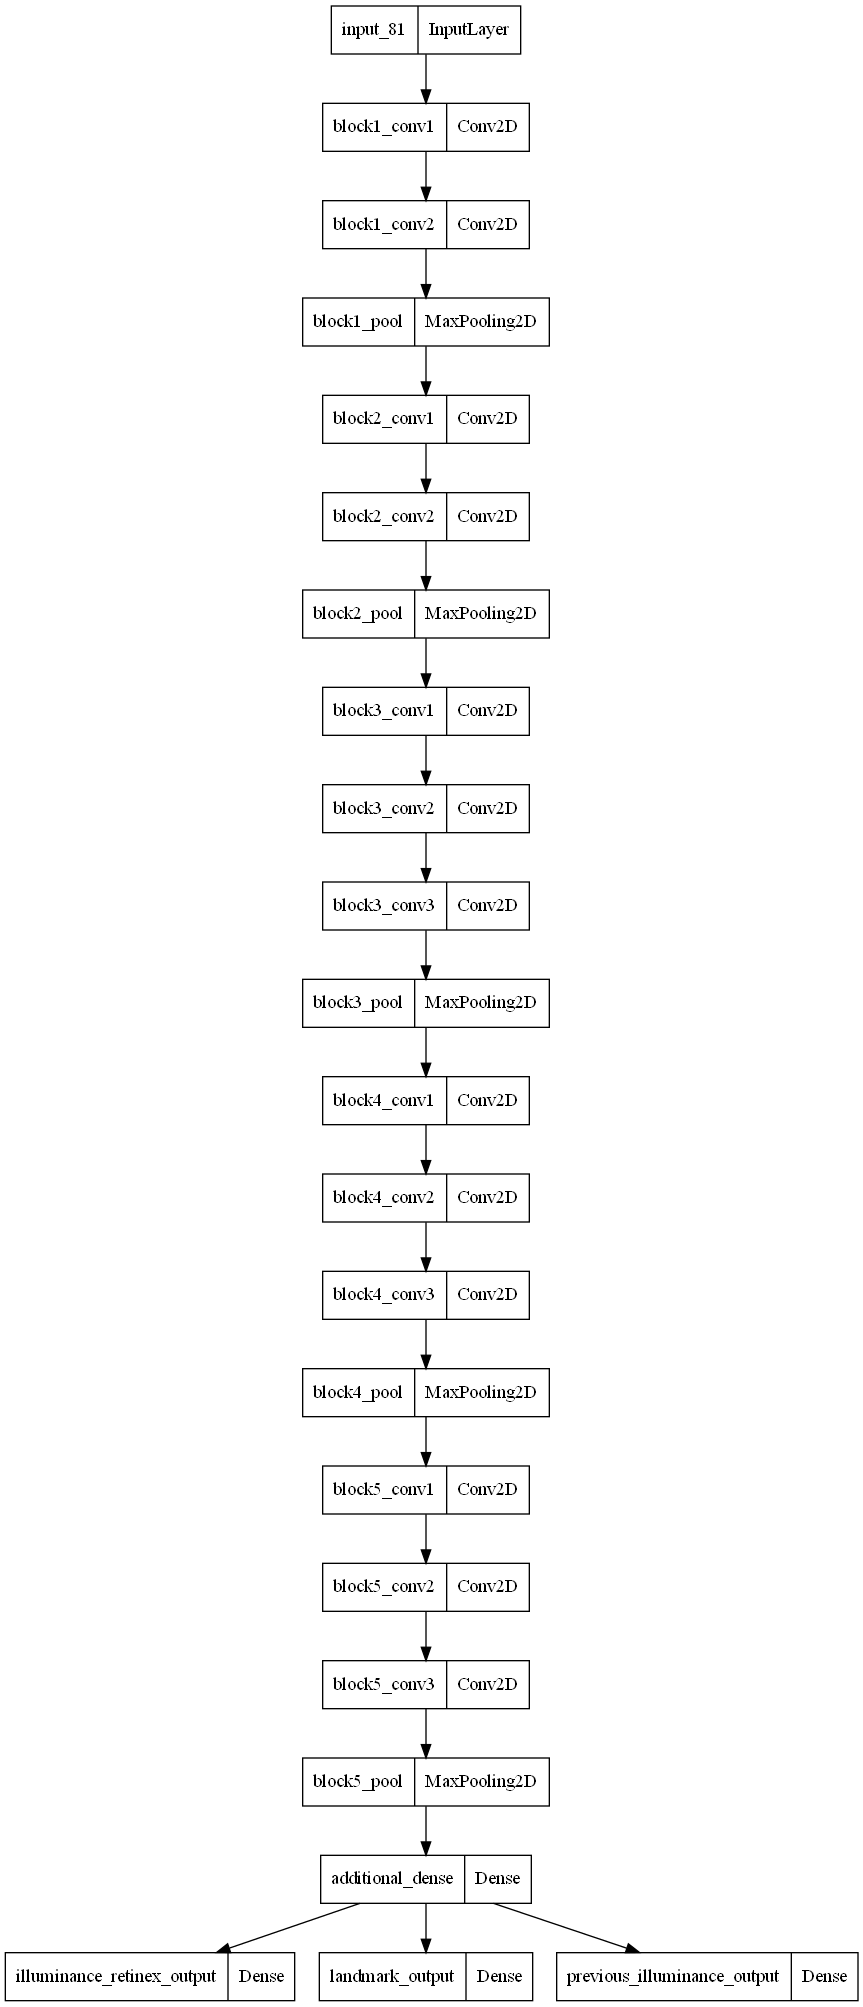 input_81 InputLayer
block1_conv1 Conv2D
block1_conv2 Conv2D
block1_pool MaxPooling2D
block2_conv1 Conv2D
block2_conv2 Conv2D
block2_pool MaxPooling2D
block3_conv1 Conv2D
block3_conv2 Conv2D
block3_conv3 Conv2D
block3_pool MaxPooling2D
block4_conv1 Conv2D
block4_conv2 Conv2D
block4_conv3 Conv2D
block4_pool MaxPooling2D
block5_conv1 Conv2D
block5_conv2 Conv2D
block5_conv3 Conv2D
block5_pool MaxPooling2D
additional_dense Dense
illuminance_retinex_output Dense landmark_output Dense previous_illuminance_output Dense